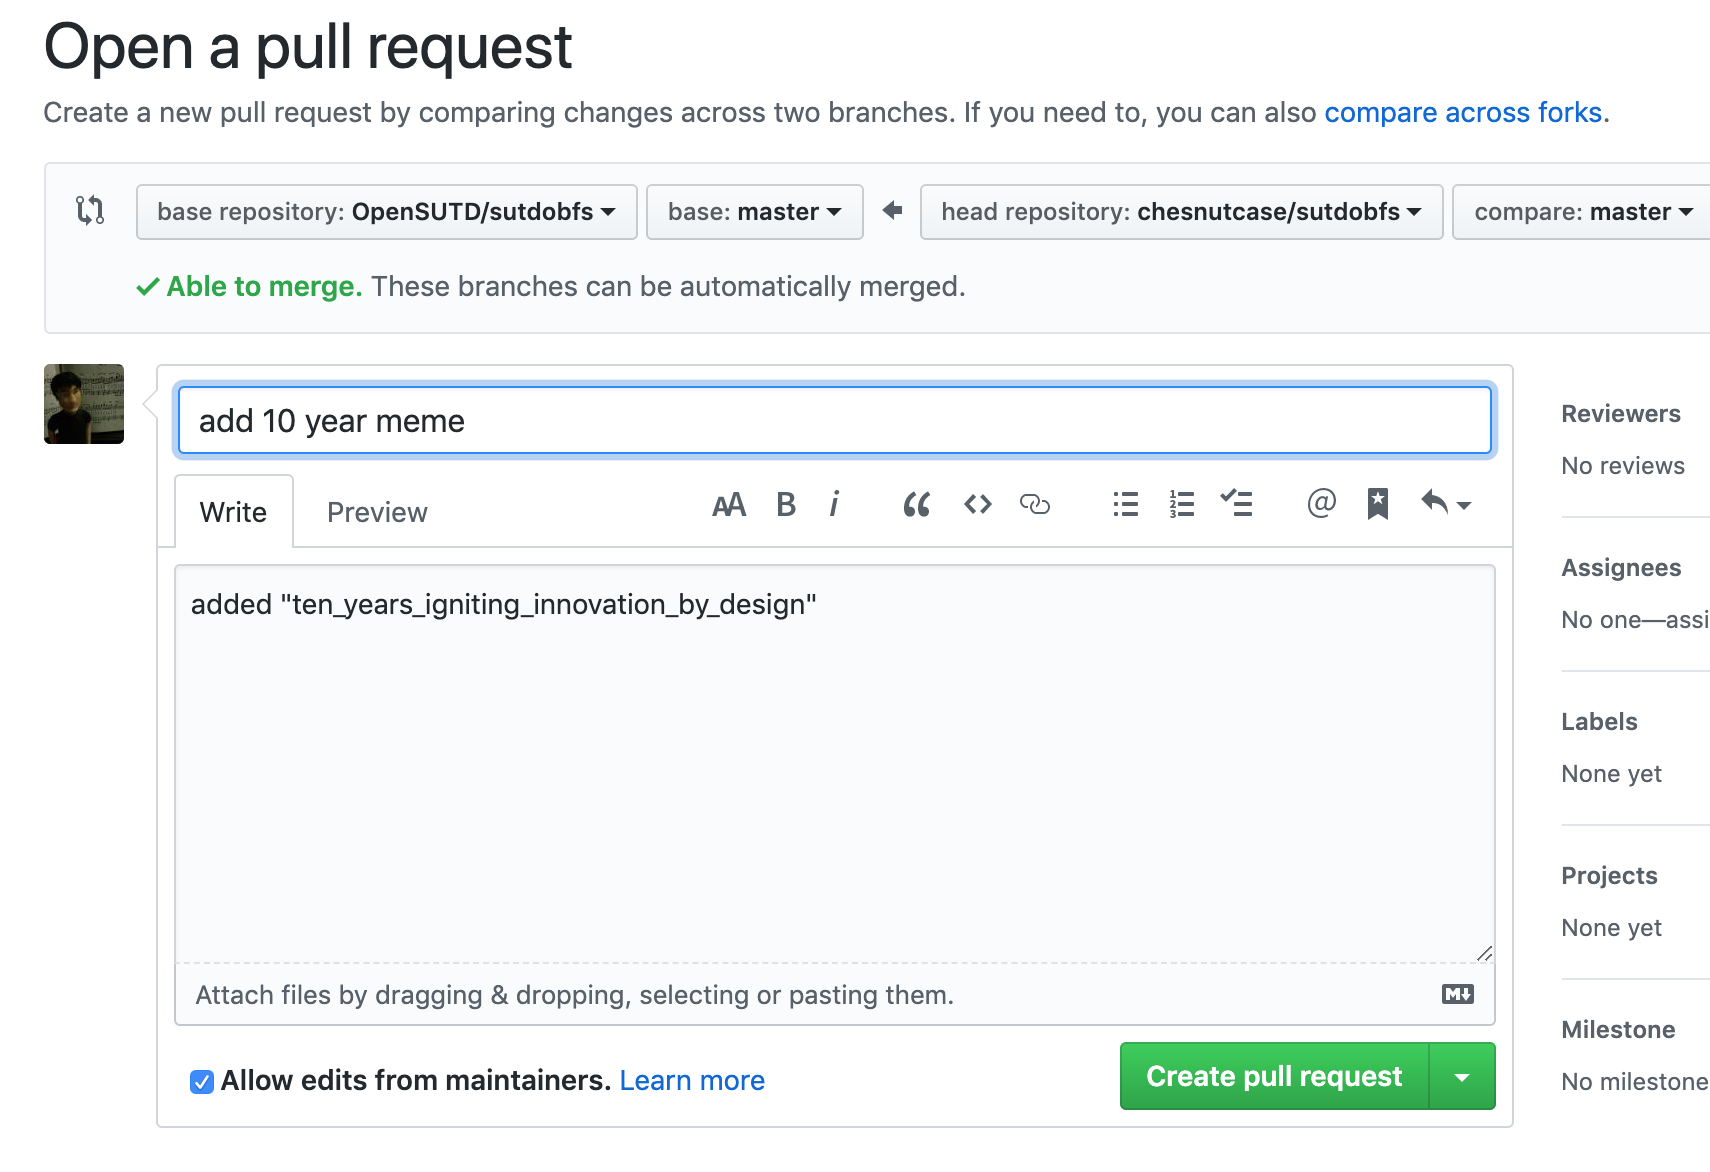 Open a pull request
Create a new pull request by comparing changes across two branches. If you need to, you can also compare across forks.
base repository: OpenSUTD/sutdobfs base: master head repository: chesnutcase/sutdobfs compare: master
Able to merge. These branches can be automatically merged.
add 10 year meme
Write Preview AA B i “ <> 1 2 3 @
added "ten_years_igniting_innovation_by_design"
Attach files by dragging & dropping, selecting or pasting them. M
Allow edits from maintainers. Learn more
Create pull request
Reviewers
No reviews
Assignees
No one—assi
Labels
None yet
Projects
None yet
Milestone
No milestone